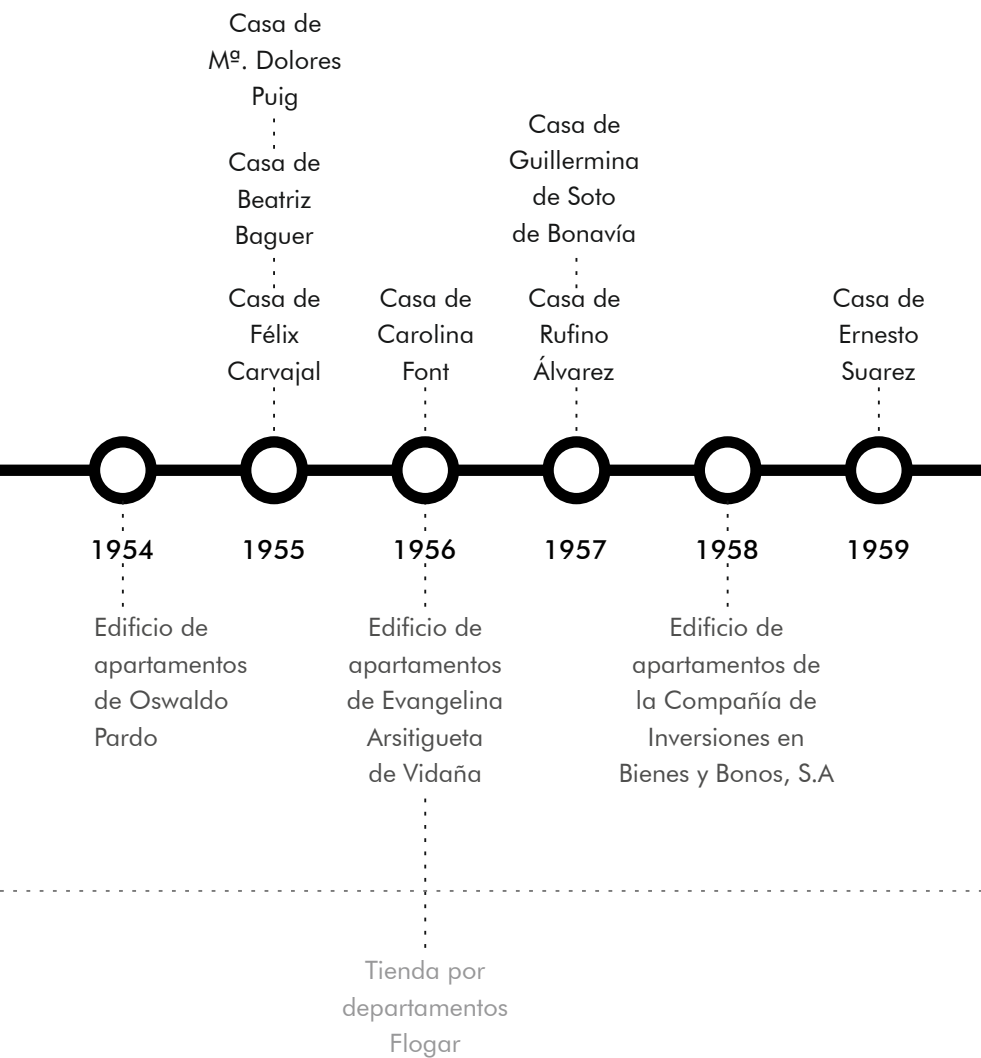 Casa de
Mª. Dolores
Puig
Casa de
Beatriz
Baguer
Casa de
Félix
Carvajal
Casa de
Carolina
Font
Casa de
Guillermina
de Soto
de Bonavía
Casa de
Rufino
Álvarez
Casa de
Ernesto
Suarez
1954
1955
1956
1957
1958
1959
Edificio de
apartamentos
de Oswaldo
Pardo
Edificio de
apartamentos
de Evangelina
Arsitigueta
de Vidaña
Edificio de
apartamentos de
la Compañía de
Inversiones en
Bienes y Bonos, S.A
Tienda por
departamentos
Flogar